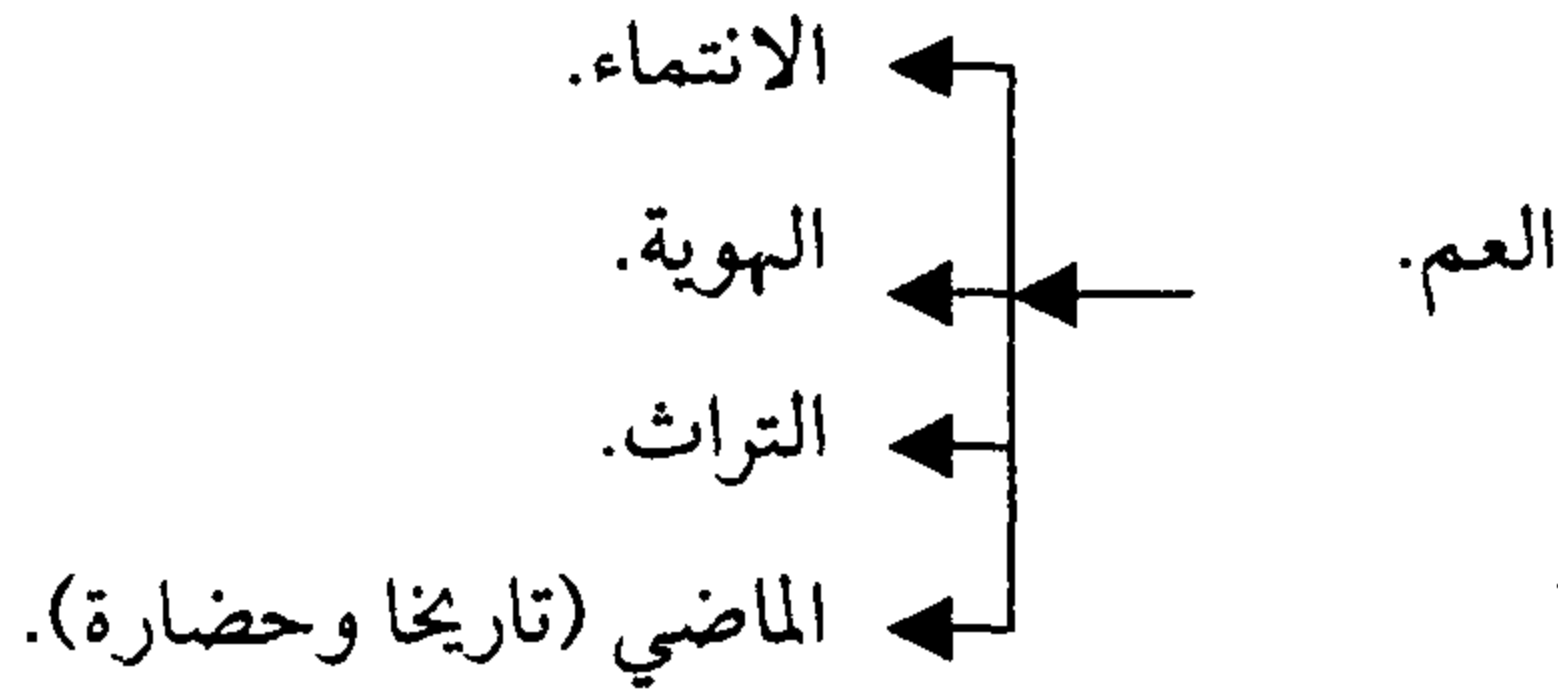 العم.
الانتماء.
الهوية.
التراث.
الماضي (تاريخا وحضارة).